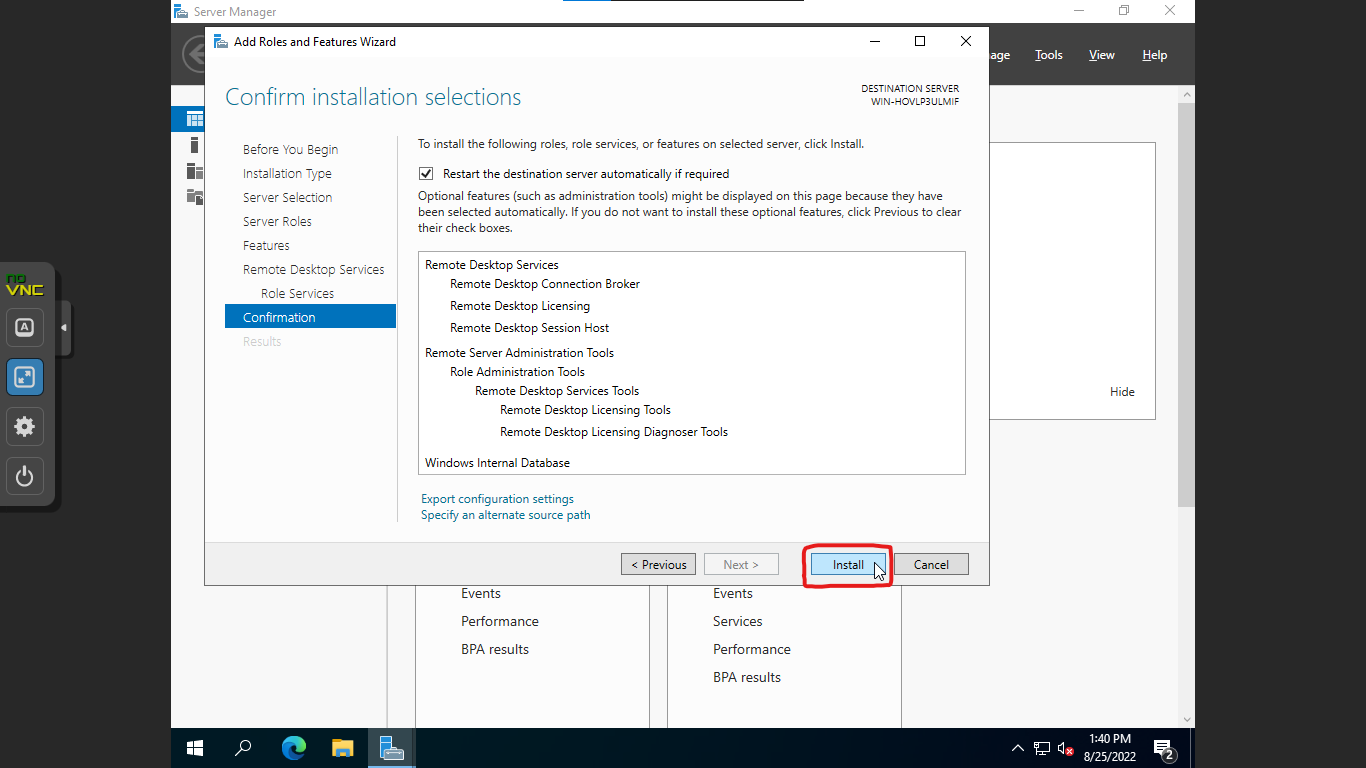 Server Manager
Add Roles and Features Wizard
age Tools View Help
Confirm installation selections
DESTINATION SERVER
WIN-HOVLP3ULMIF
Before You Begin
Installation Type
Server Selection
Server Roles
Features
Remote Desktop Services
Role Services
Confirmation
Results
To install the following roles, role services, or features on selected server, click Install.
Restart the destination server automatically if required
Optional features (such as administration tools) might be displayed on this page because they have
been selected automatically. If you do not want to install these optional features, click Previous to clear
their check boxes.
Remote Desktop Services
Remote Desktop Connection Broker
Remote Desktop Licensing
Remote Desktop Session Host
Remote Server Administration Tools
Role Administration Tools
Remote Desktop Services Tools
Remote Desktop Licensing Tools
Remote Desktop Licensing Diagnoser Tools
Windows Internal Database
Export configuration settings
Specify an alternate source path
< Previous Next > Install Cancel
Hide
Events
Performance
BPA results
Events
Services
Performance
BPA results
no
VNC
A
1:40 PM
8/25/2022
2